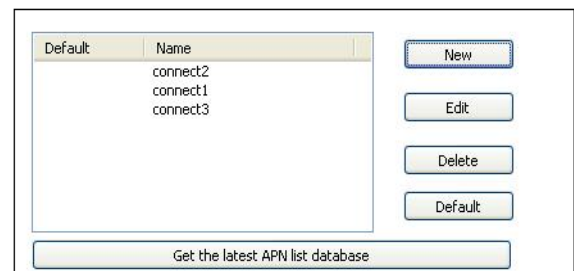 Default Name
connect2
connect1
connect3
New
Edit
Delete
Default
Get the latest APN list database